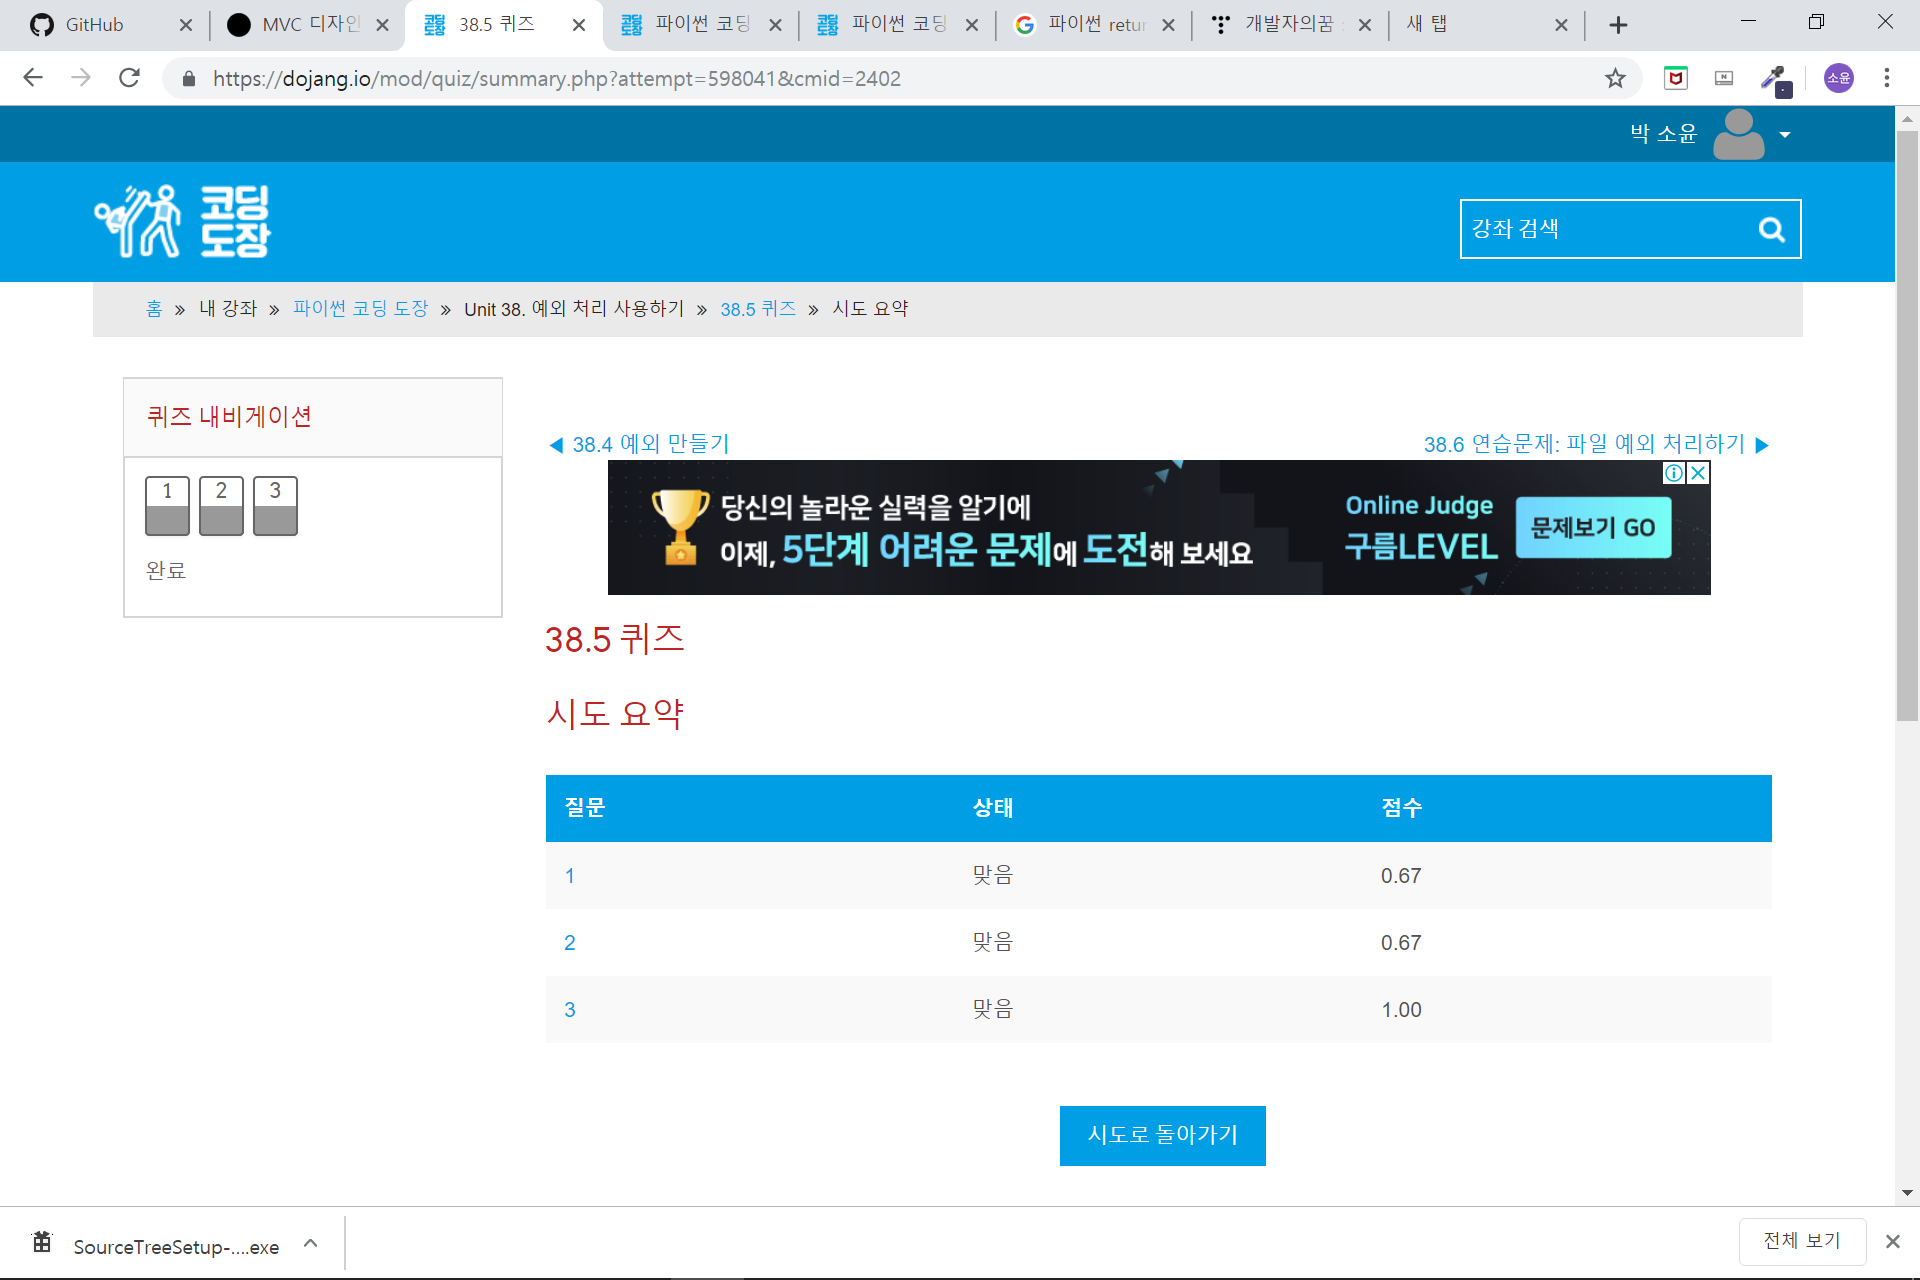 GitHub
MVC 디자인
38.5 퀴즈
파이썬 코딩
파이썬 코딩
파이썬 retur
개발자의꿈
새 탭
https://dojang.io/mod/quiz/summary.php?attempt=598041&cmid=2402
소윤
박 소윤
코딩
도장
강좌 검색
홈 » 내 강좌 » 파이썬 코딩 도장 » Unit 38. 예외 처리 사용하기 » 38.5 퀴즈 » 시도 요약
퀴즈 내비게이션
1 2 3
완료
◀ 38.4 예외 만들기
38.6 연습문제: 파일 예외 처리하기 ▶
당신의 놀라운 실력을 알기에
이제, 5단계 어려운 문제에 도전해 보세요
Online Judge
구름LEVEL
문제보기 GO
38.5 퀴즈
시도 요약
질문 상태 점수
1 맞음 0.67
2 맞음 0.67
3 맞음 1.00
시도로 돌아가기
SourceTreeSetup-....exe
전체 보기